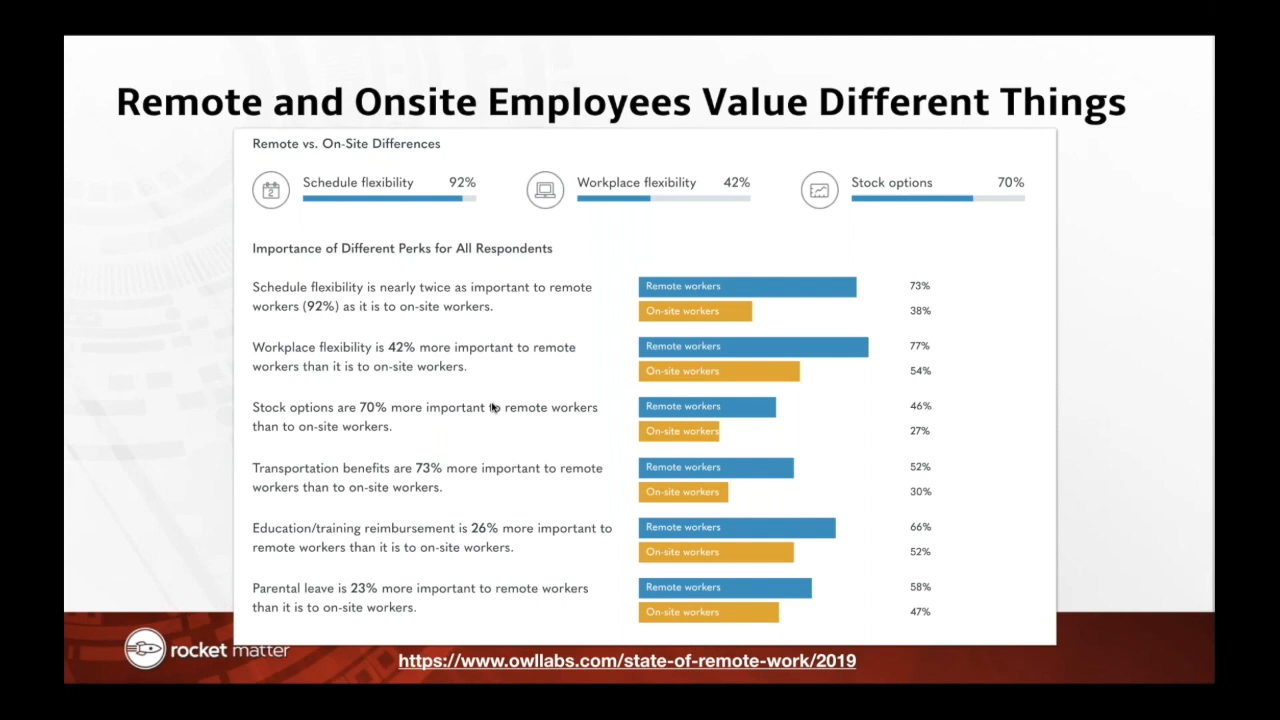 Remote and Onsite Employees Value Different Things
Remote vs. On-Site Differences
2
Schedule flexibility 92%
Workplace flexibility 42%
Stock options 70%
Importance of Different Perks for All Respondents
Schedule flexibility is nearly twice as important to remote
workers (92%) as it is to on-site workers.
Remote workers 73%
On-site workers 38%
Workplace flexibility is 42% more important to remote
workers than it is to on-site workers.
Remote workers 77%
On-site workers 54%
Stock options are 70% more important to remote workers
than to on-site workers.
Remote workers 46%
On-site workers 27%
Transportation benefits are 73% more important to remote
workers than to on-site workers.
Remote workers 52%
On-site workers 30%
Education/training reimbursement is 26% more important to
remote workers than it is to on-site workers.
Remote workers 66%
On-site workers 52%
Parental leave is 23% more important to remote workers
than it is to on-site workers.
Remote workers 58%
On-site workers 47%
rocket matter
https://www.owllabs.com/state-of-remote-work/2019